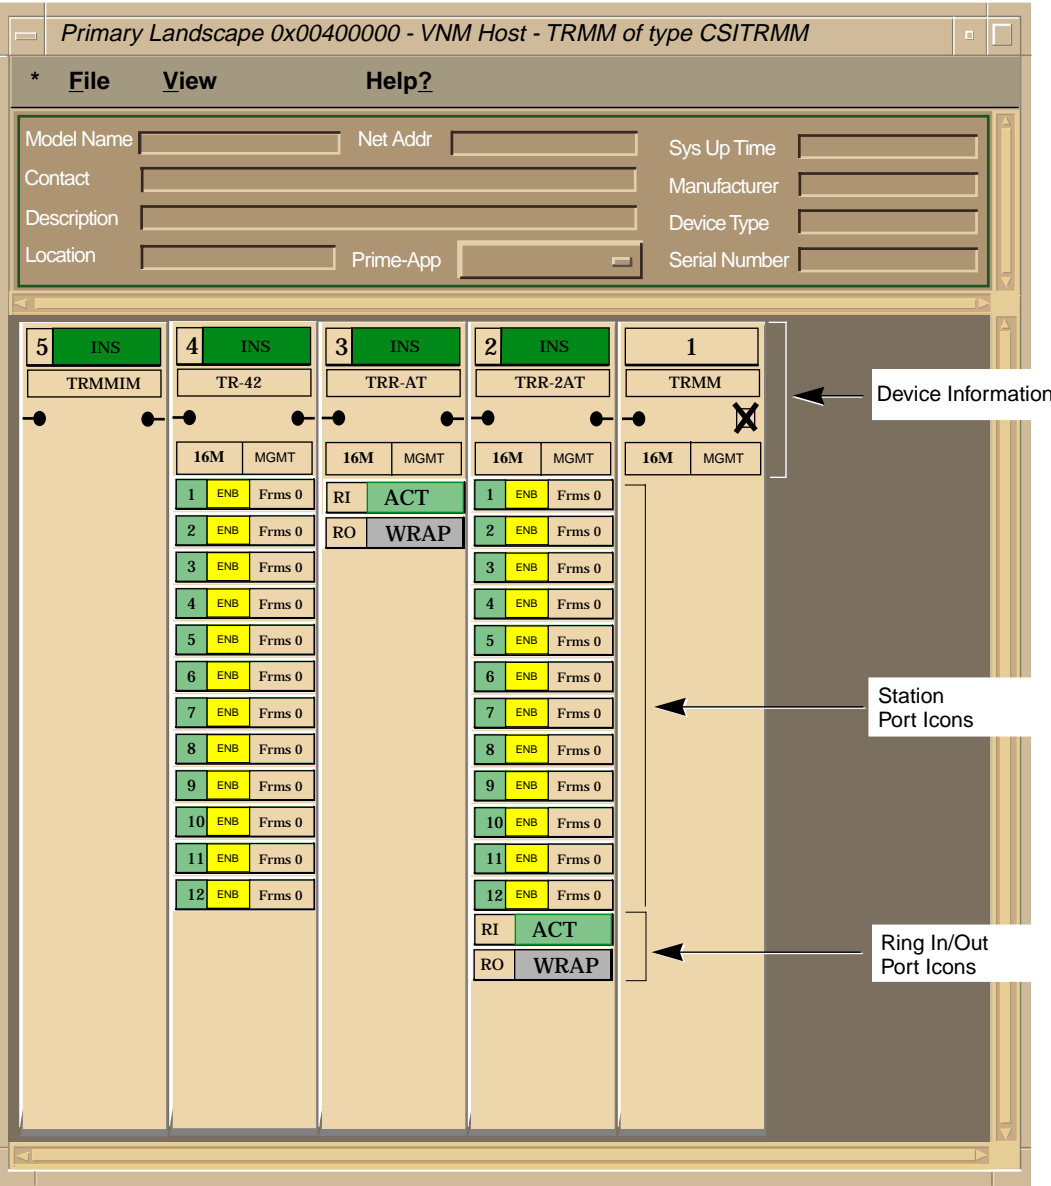 Primary Landscape 0x00400000 - VNM Host - TRMM of type CSITRMM
* File View Help?
Model Name Net Addr Sys Up Time
Contact Manufacturer
Description Device Type
Location Prime-App Serial Number
5 INS 4 INS 3 INS 2 INS 1
TRMMIM TR-42 TRR-AT TRR-2AT TRMM
Device Information
16M MGMT 16M MGMT 16M MGMT 16M MGMT
1 ENB Frms 0 RI ACT 1 ENB Frms 0
2 ENB Frms 0 RO WRAP 2 ENB Frms 0
3 ENB Frms 0 3 ENB Frms 0
4 ENB Frms 0 4 ENB Frms 0
5 ENB Frms 0 5 ENB Frms 0
6 ENB Frms 0 6 ENB Frms 0
Station
7 ENB Frms 0 7 ENB Frms 0
Port Icons
8 ENB Frms 0 8 ENB Frms 0
9 ENB Frms 0 9 ENB Frms 0
10 ENB Frms 0 10 ENB Frms 0
11 ENB Frms 0 11 ENB Frms 0
12 ENB Frms 0 12 ENB Frms 0
RI ACT
Ring In/Out
RO WRAP
Port Icons